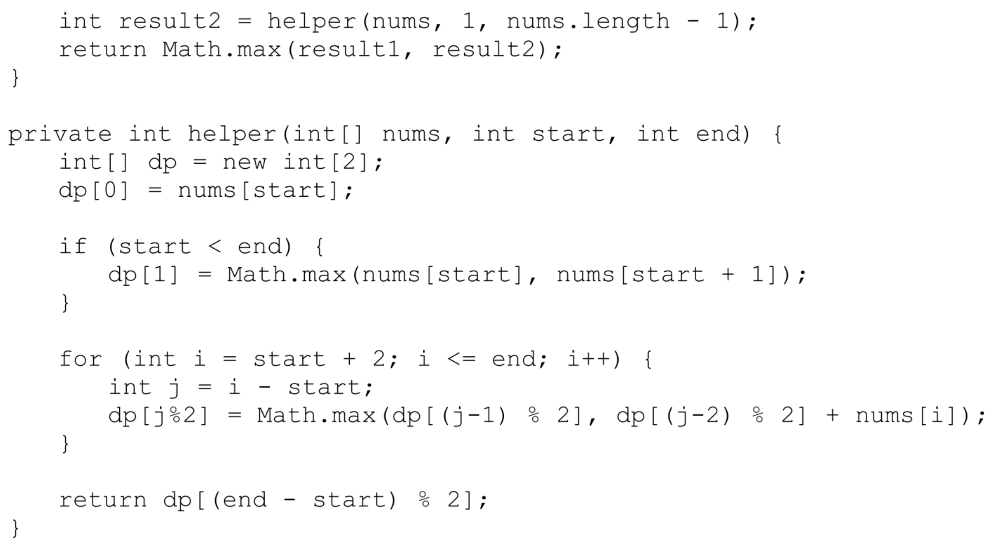 int result2 = helper(nums, 1, nums.length - 1);
    return Math.max(result1, result2);
}

private int helper(int[] nums, int start, int end) {
    int[] dp = new int[2];
    dp[0] = nums[start];

    if (start < end) {
        dp[1] = Math.max(nums[start], nums[start + 1]);
    }

    for (int i = start + 2; i <= end; i++) {
        int j = i - start;
        dp[j%2] = Math.max(dp[(j-1) % 2], dp[(j-2) % 2] + nums[i]);
    }

    return dp[(end - start) % 2];
}